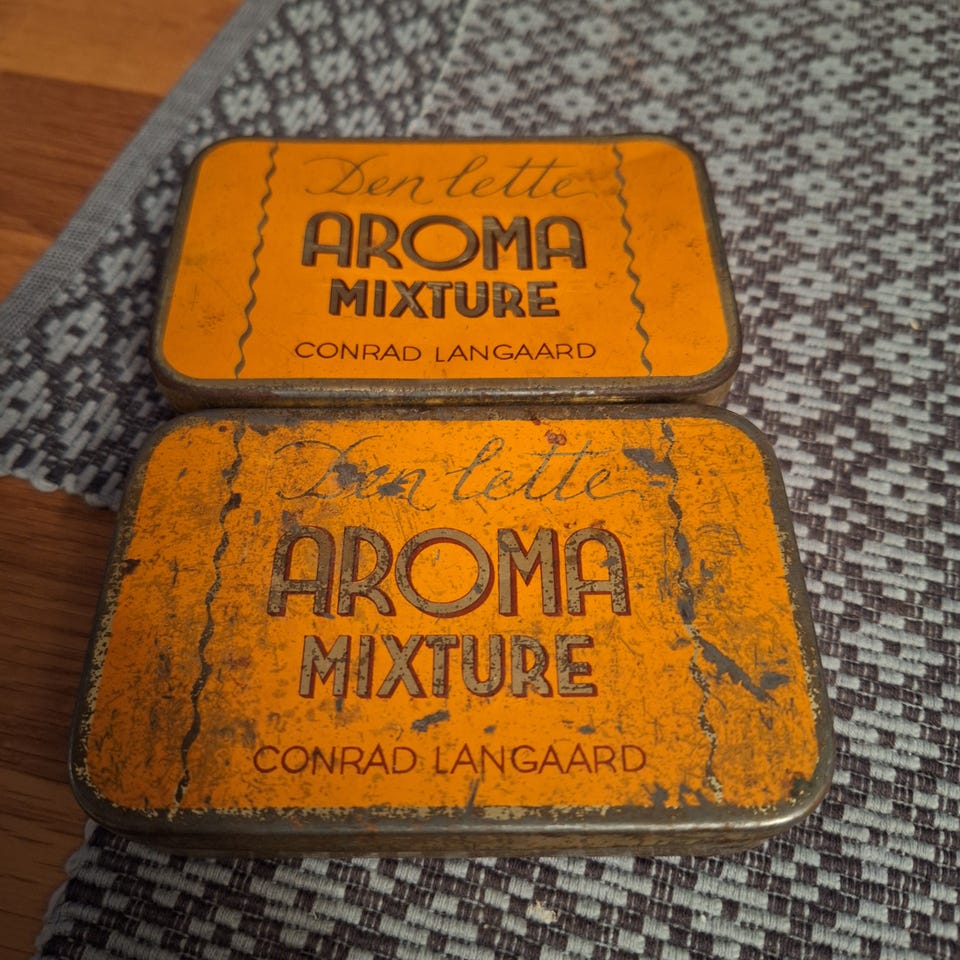 Den lette
AROMA
MIXTURE
CONRAD LANGAARD
Den lette
AROMA
MIXTURE
CONRAD LANGAARD